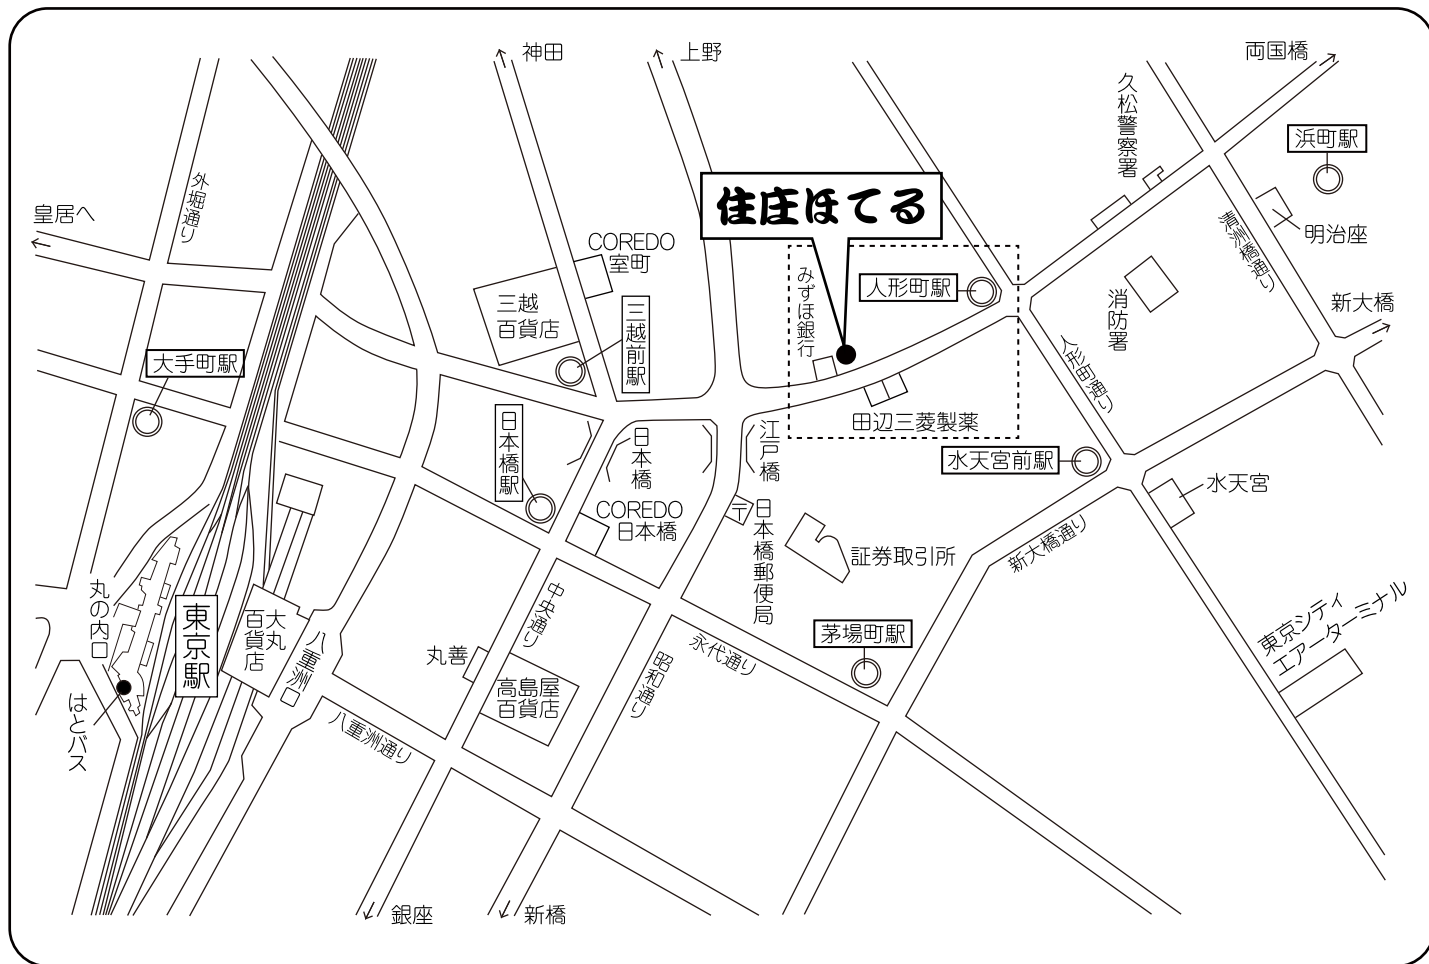 神田
上野
両国橋
久松警察署
浜町駅
外堀通り
皇居へ
住庄ほてる
清洲橋通り
明治座
COREDO
室町
三越
百貨店
三越前駅
みずほ銀行
人形町駅
消防署
新大橋
人形町通り
大手町駅
日本橋駅
日本橋
江戸橋
田辺三菱製薬
水天宮前駅
水天宮
COREDO
日本橋
〒
日本橋郵便局
証券取引所
新大橋通り
丸の内口
東京駅
大丸
百貨店
八重洲口
中央通り
丸善
高島屋
百貨店
昭和通り
永代通り
茅場町駅
東京シティ
エアーターミナル
はとバス
八重洲通り
銀座
新橋